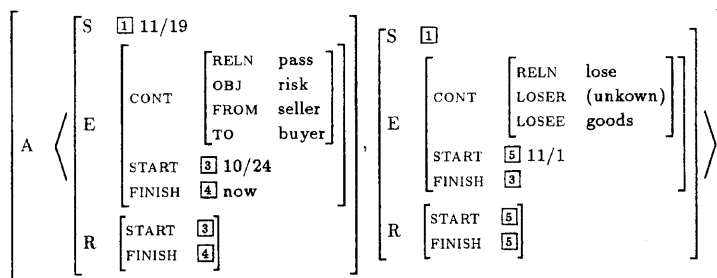 S 1 11/19
RELN pass
OBJ risk
CONT
FROM seller
TO buyer
E
START 3 10/24
FINISH 4 now
R START 3
FINISH 4
A
,
S 1
RELN lose
CONT LOSER (unkown)
LOSEE goods
E
START 5 11/1
FINISH 3
R START 5
FINISH 5